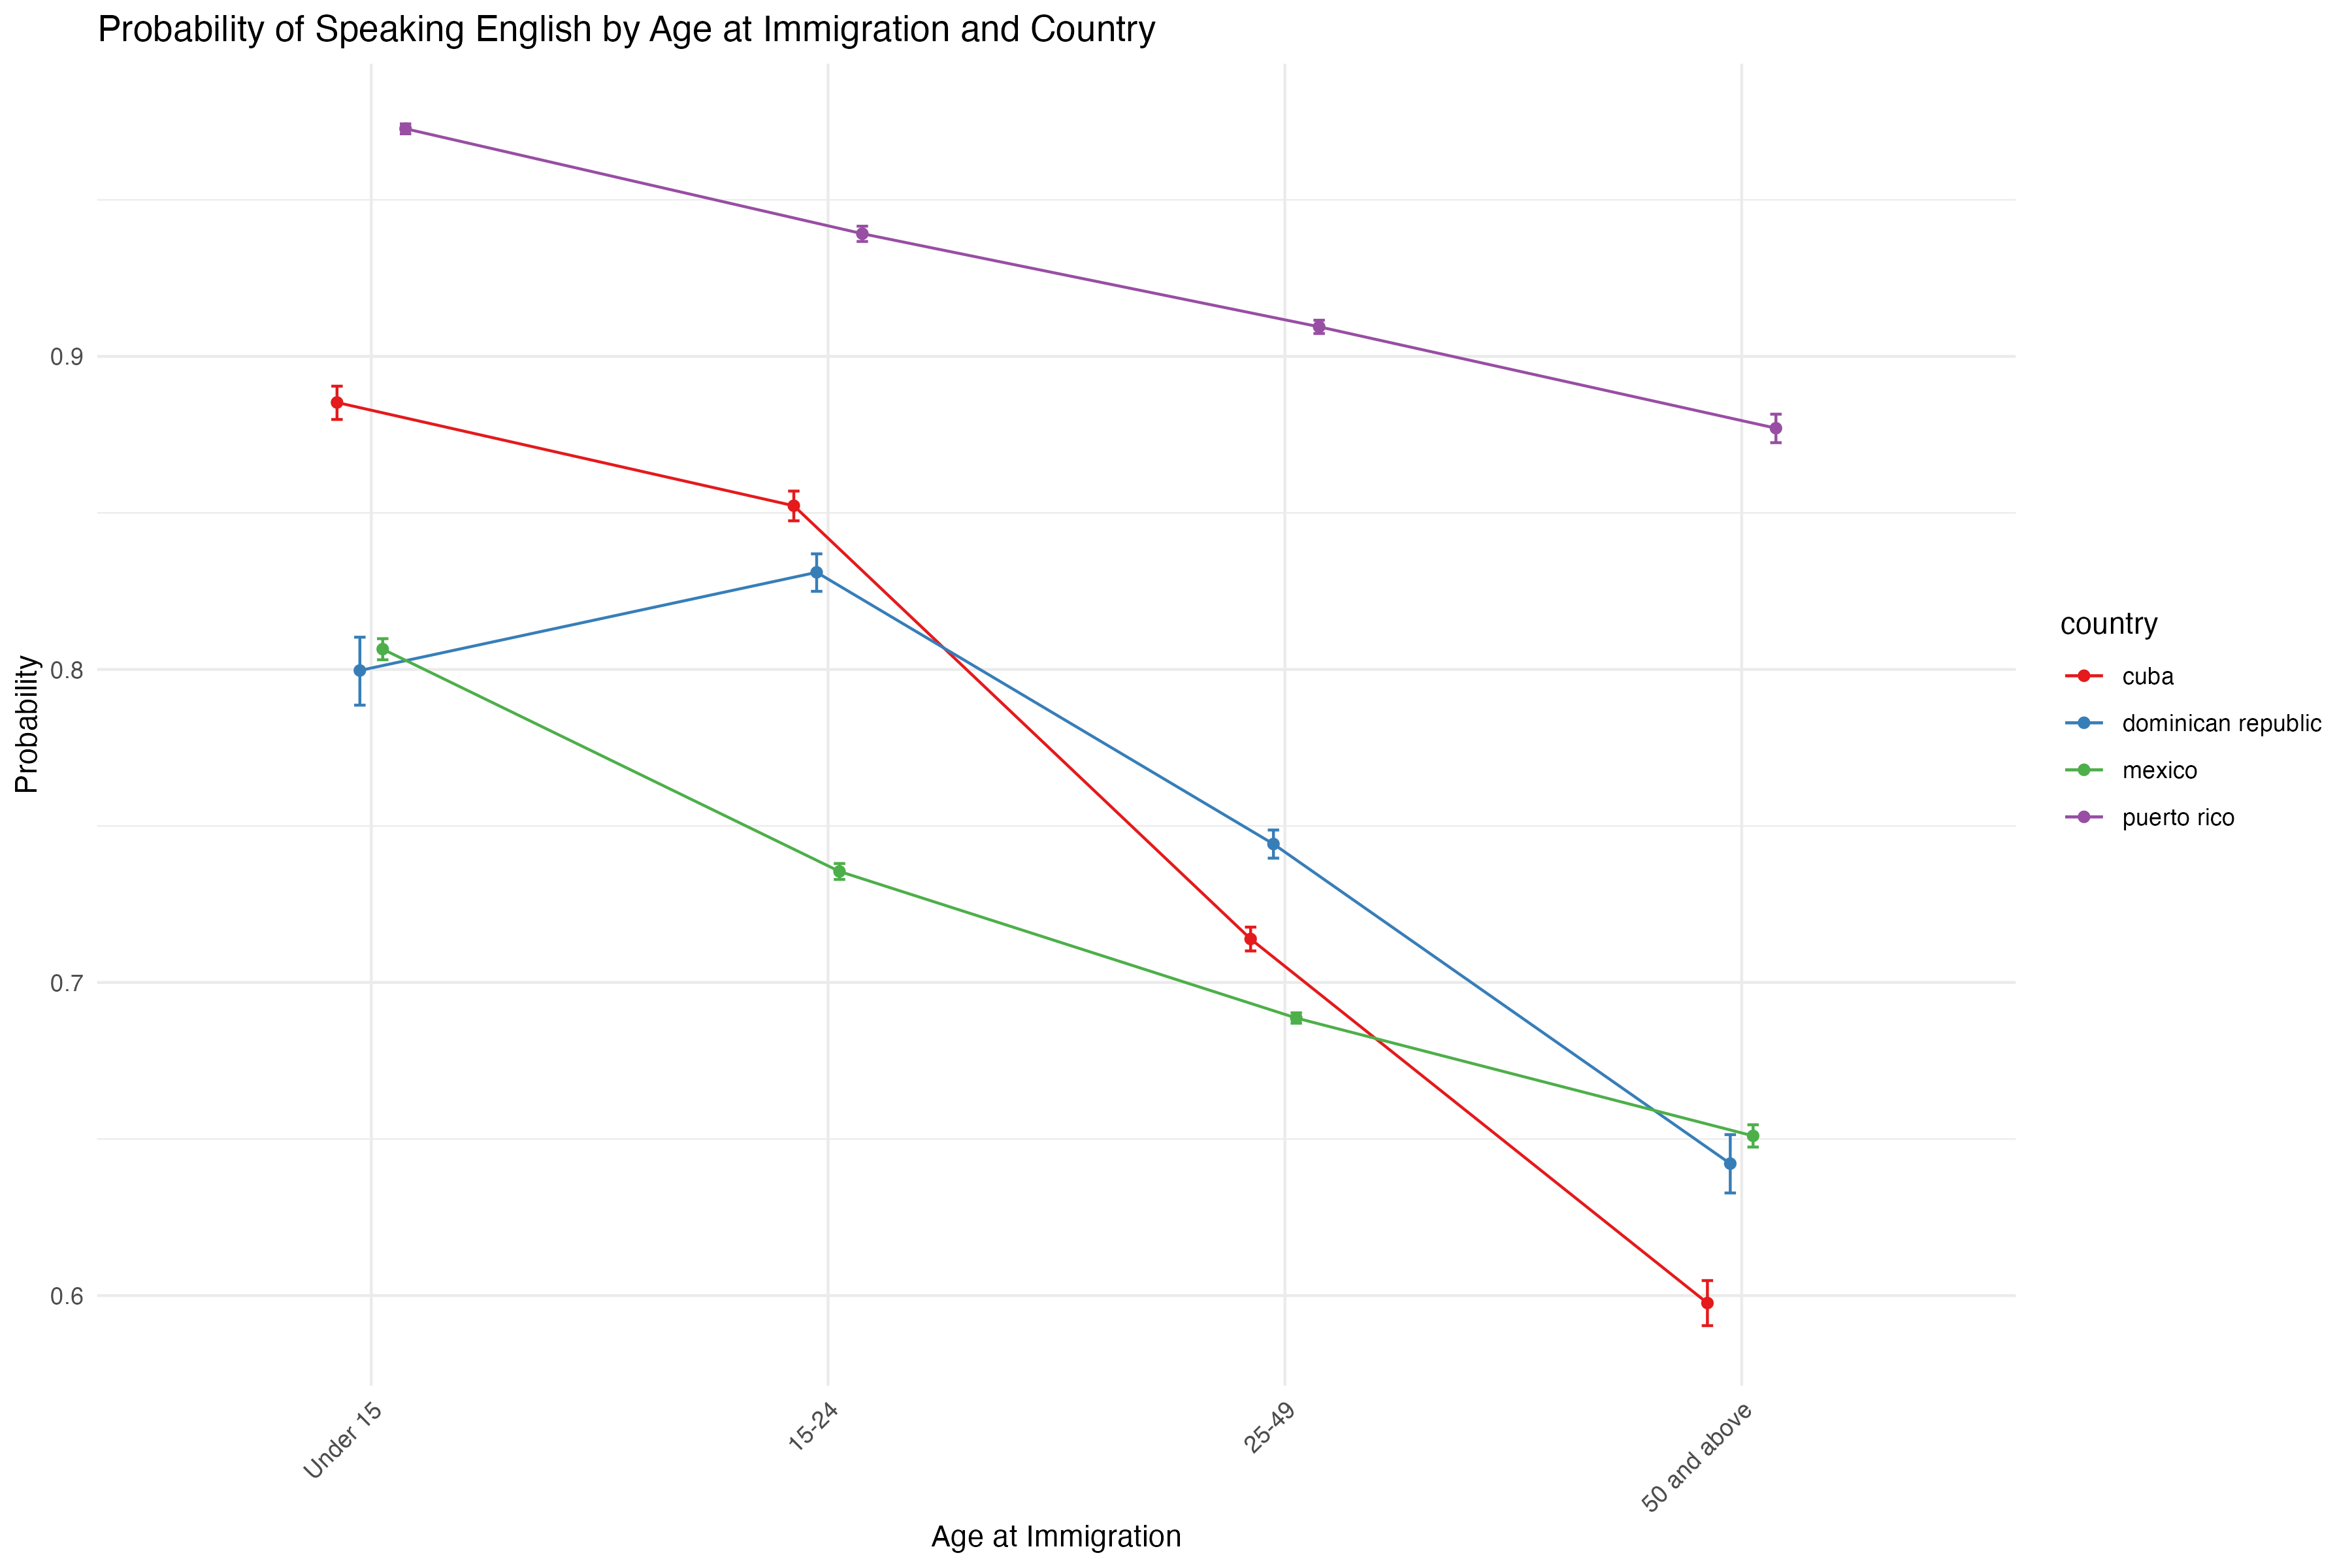 Probability of Speaking English by Age at Immigration and Country
Probability
0.9
0.8
0.7
0.6
Under 15
15-24
25-49
50 and above
Age at Immigration
country
cuba
dominican republic
mexico
puerto rico